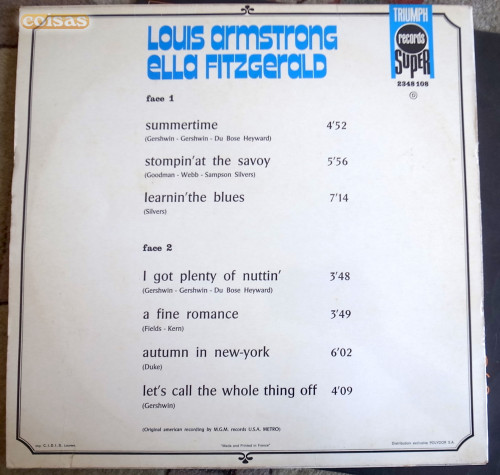 coisas
Louis Armstrong
Ella Fitzgerald
TRIUMPH
records
SUPER
2348 108
face 1
summertime 4'52
(Gershwin - Gershwin - Du Bose Heyward)
stompin'at the savoy 5'56
(Goodman - Webb - Sampson Silvers)
learnin'the blues 7'14
(Silvers)
face 2
I got plenty of nuttin' 3'48
(Gershwin - Gershwin - Du Bose Heyward)
a fine romance 3'49
(Fields - Kern)
autumn in new-york 6'02
(Duke)
let's call the whole thing off 4'09
(Gershwin)
(Original american recording by M.G.M. records U.S.A. METRO)
"Made and Printed in France"
Distribution exclusive POLYDOR S.A.